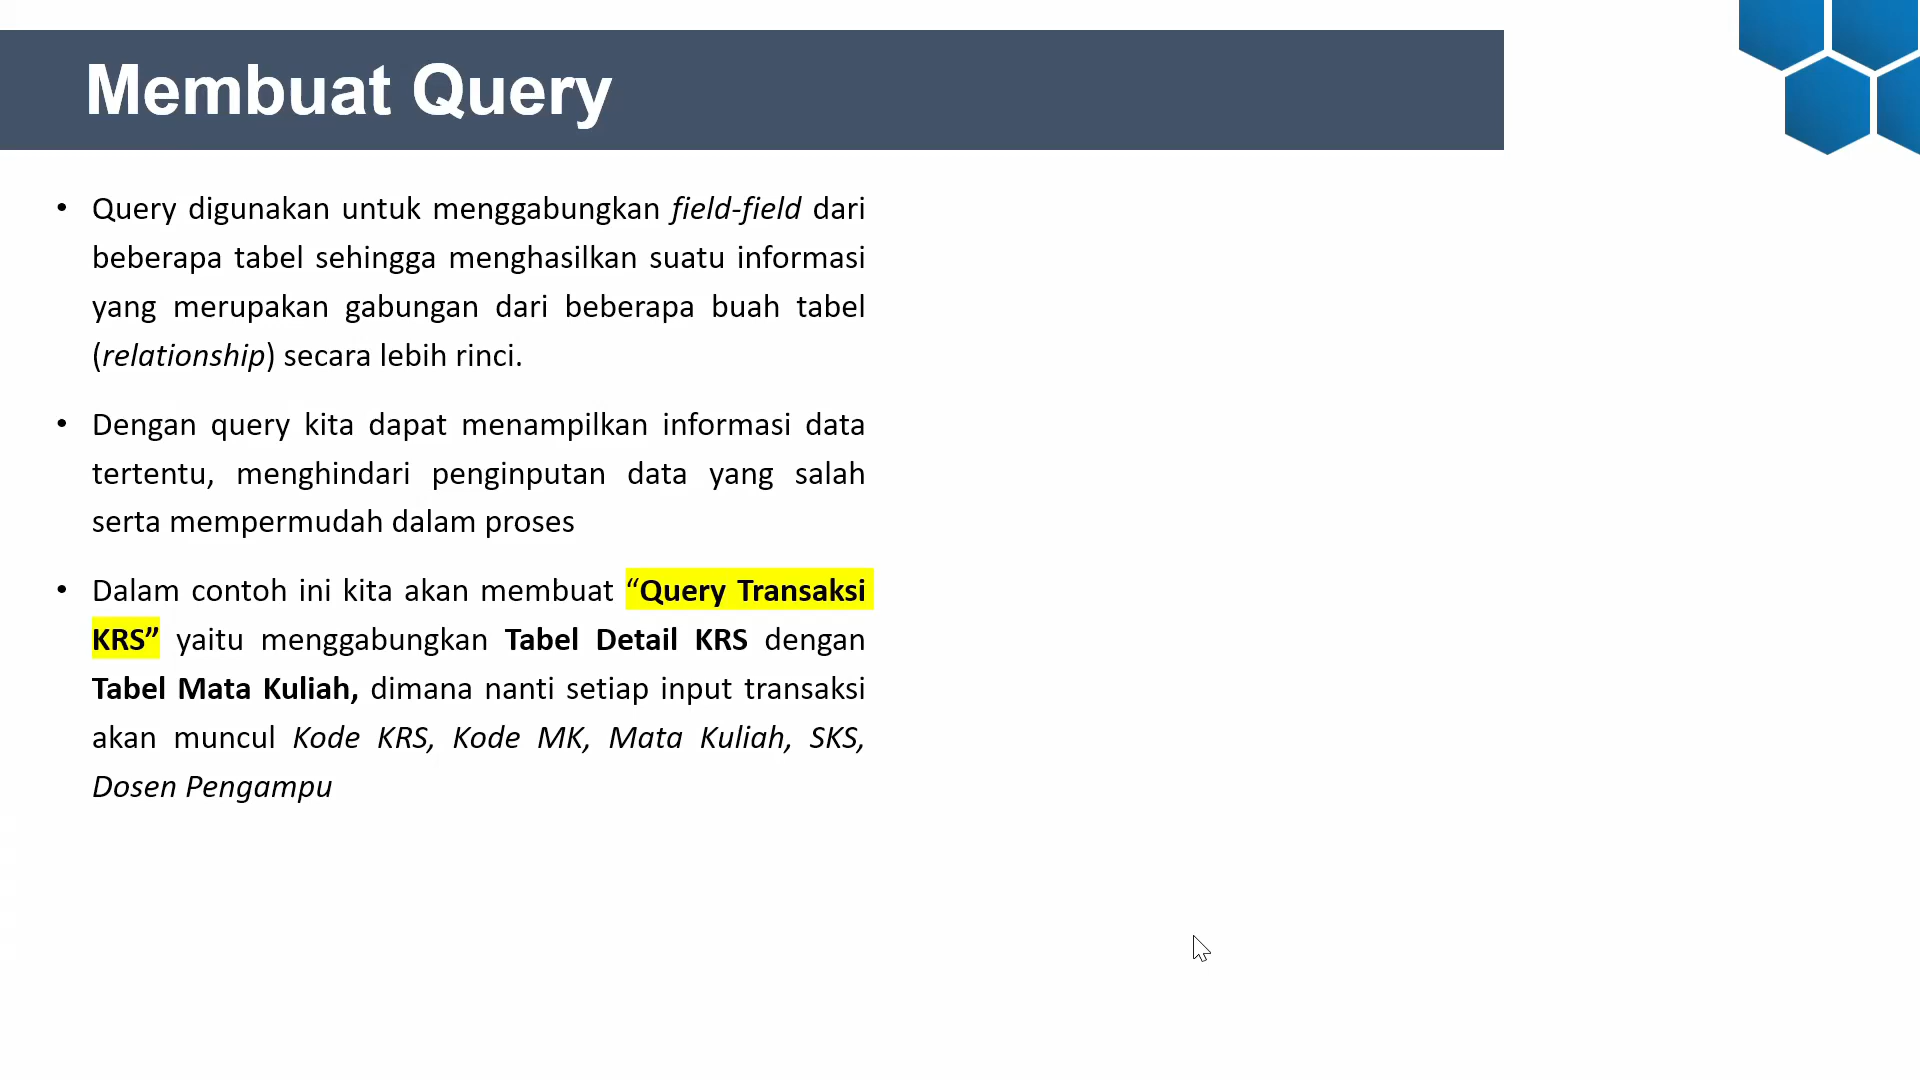 Membuat Query
• Query digunakan untuk menggabungkan field-field dari
beberapa tabel sehingga menghasilkan suatu informasi
yang merupakan gabungan dari beberapa buah tabel
(relationship) secara lebih rinci.
• Dengan query kita dapat menampilkan informasi data
tertentu, menghindari penginputan data yang salah
serta mempermudah dalam proses
• Dalam contoh ini kita akan membuat “Query Transaksi
KRS” yaitu menggabungkan Tabel Detail KRS dengan
Tabel Mata Kuliah, dimana nanti setiap input transaksi
akan muncul Kode KRS, Kode MK, Mata Kuliah, SKS,
Dosen Pengampu